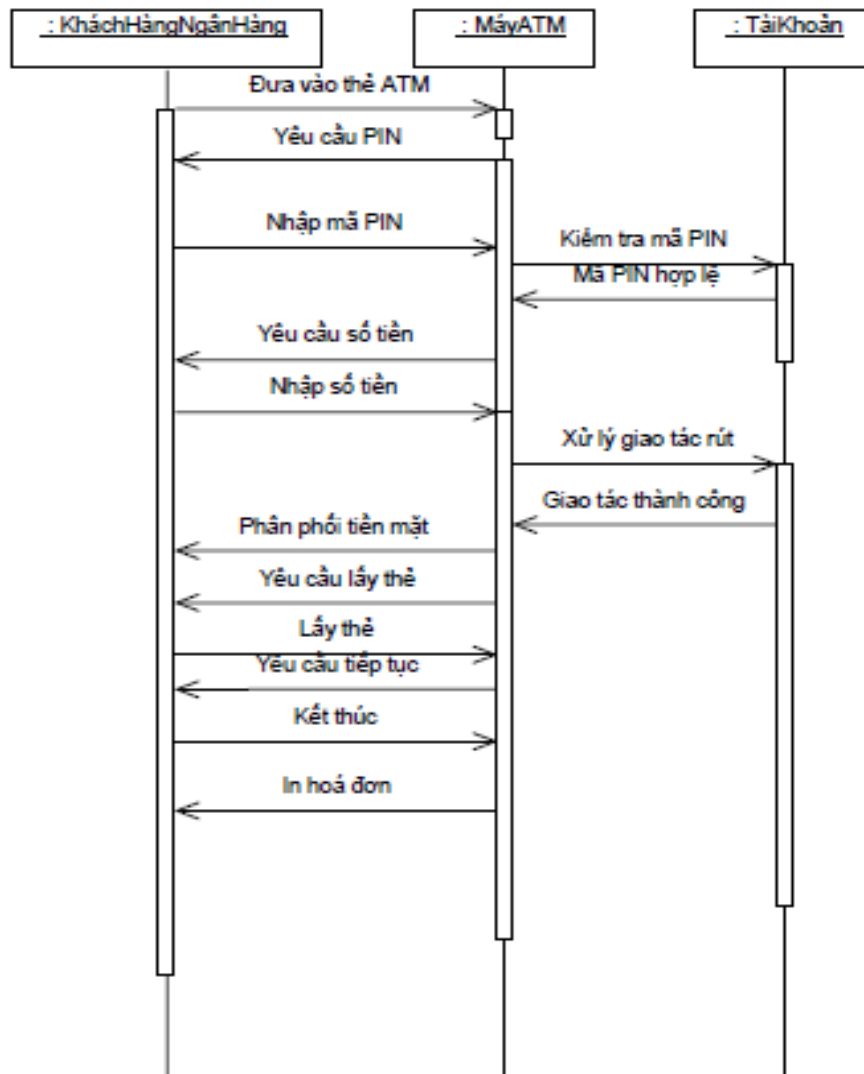 : KháchHàngNgânHàng
: MáyATM
: TàiKhoản
Đưa vào thẻ ATM
Yêu cầu PIN
Nhập mã PIN
Kiểm tra mã PIN
Mã PIN hợp lệ
Yêu cầu số tiền
Nhập số tiền
Xử lý giao tác rút
Giao tác thành công
Phân phối tiền mặt
Yêu cầu lấy thẻ
Lấy thẻ
Yêu cầu tiếp tục
Kết thúc
In hoá đơn